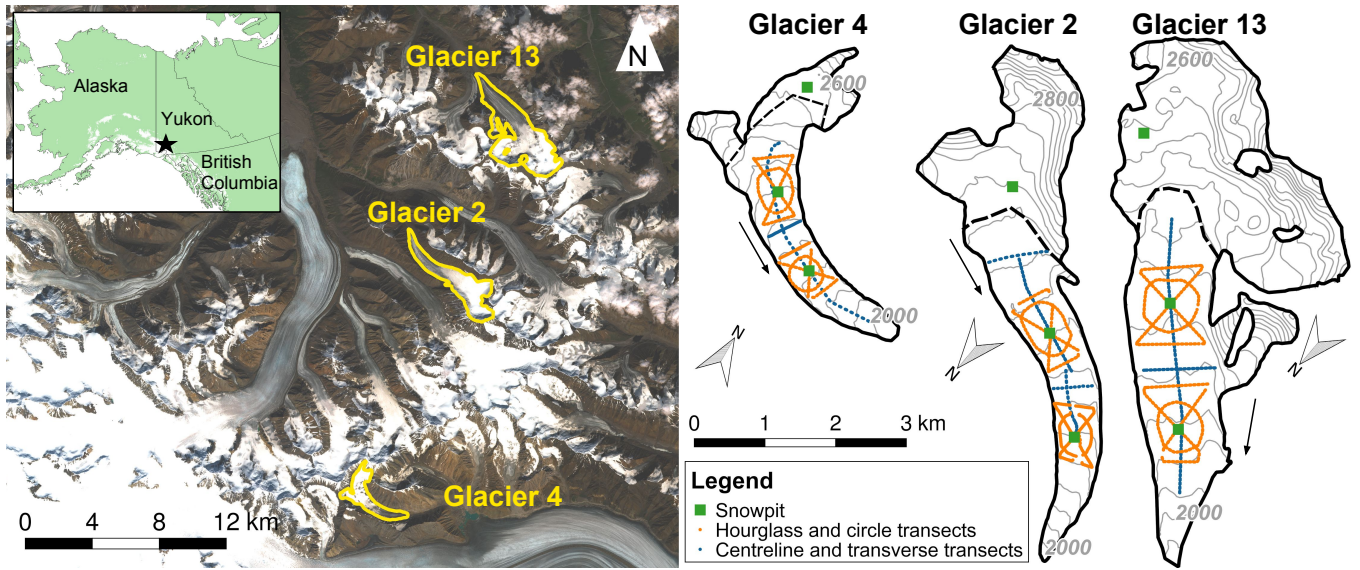 Alaska
Yukon
British
Columbia
Glacier 13
N
Glacier 2
Glacier 4
0 4 8 12 km
Glacier 4
Glacier 2
Glacier 13
2600
2800
2600
2000
N
N
N
0 1 2 3 km
2000
2000
Legend
Snowpit
Hourglass and circle transects
Centreline and transverse transects